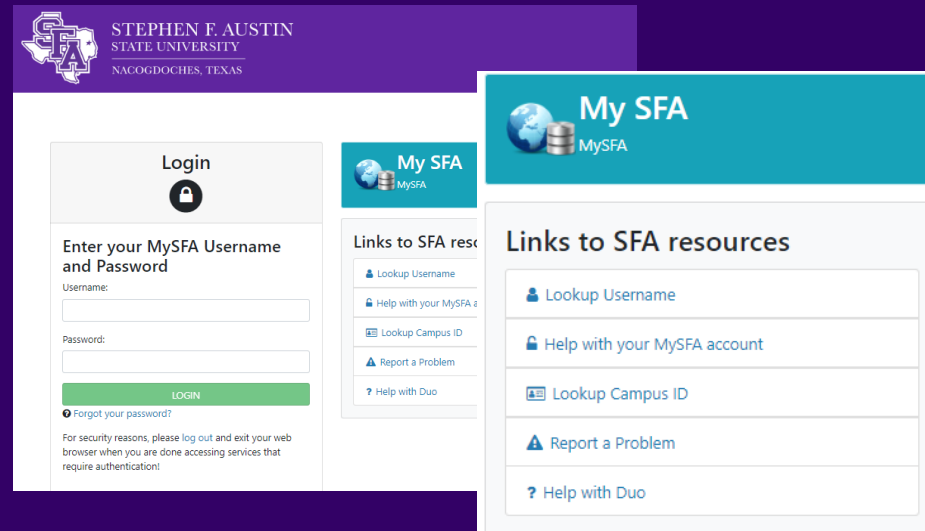 SFA
STEPHEN F. AUSTIN
STATE UNIVERSITY
NACOGDOCHES, TEXAS
Login
Enter your MySFA Username
and Password
Username:
Password:
LOGIN
Forgot your password?
For security reasons, please log out and exit your web
browser when you are done accessing services that
require authentication!
My SFA
MySFA
Links to SFA reso
Lookup Username
Help with your MySFA a
Lookup Campus ID
Report a Problem
? Help with Duo
My SFA
MySFA
Links to SFA resources
Lookup Username
Help with your MySFA account
Lookup Campus ID
Report a Problem
? Help with Duo